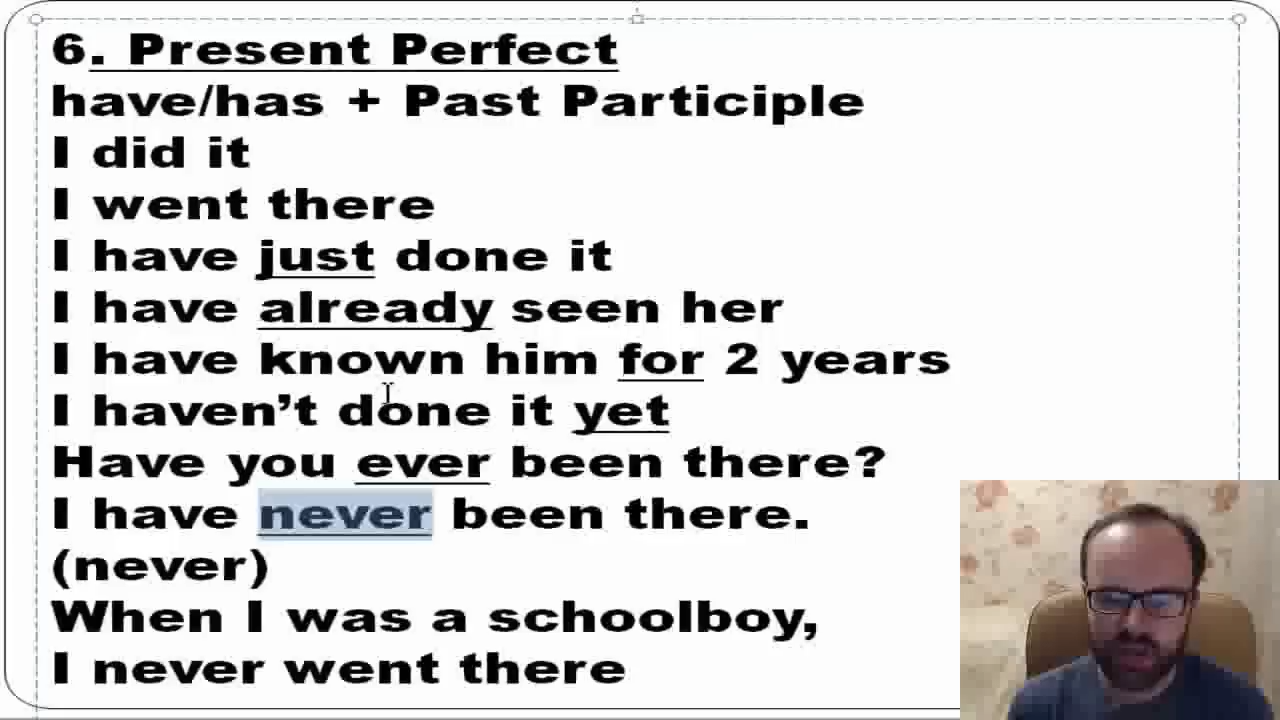 6. Present Perfect
have/has + Past Participle
I did it
I went there
I have just done it
I have already seen her
I have known him for 2 years
I haven’t done it yet
Have you ever been there?
I have never been there.
(never)
When I was a schoolboy,
I never went there